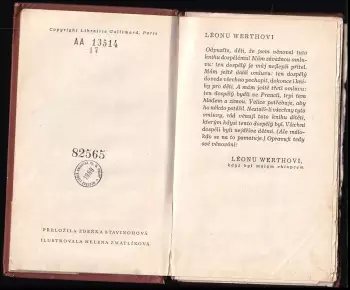 Copyright Librairie Gallimard, Paris
AA 13514
17
82565
1959
PŘELOŽILA ZDEŇKA STAVINOHOVÁ
ILUSTROVALA HELENA ZMATLÍKOVÁ
LÉONU WERTHOVI
Odpusťte, děti, že jsem věnoval tuto
knihu dospělému! Mám závažnou omlu-
vu: ten dospělý je můj nejlepší přítel.
Mám ještě další omluvu: ten dospělý
dovede všechno pochopit, dokonce i kníž-
ky pro děti. A mám ještě třetí omluvu:
ten dospělý bydlí ve Francii, trpí tam
hladem a zimou. Velice potřebuje, aby
ho někdo potěšil. Nestačí-li všechny tyto
omluvy, rád věnuji tuto knihu dítěti,
kterým kdysi tento dospělý byl. Všichni
dospělí byli nejdříve dětmi. (Ale málo-
kdo se na to pamatuje.) Opravuji tedy
své věnování:
LÉONU WERTHOVI,
když byl malým chlapcem